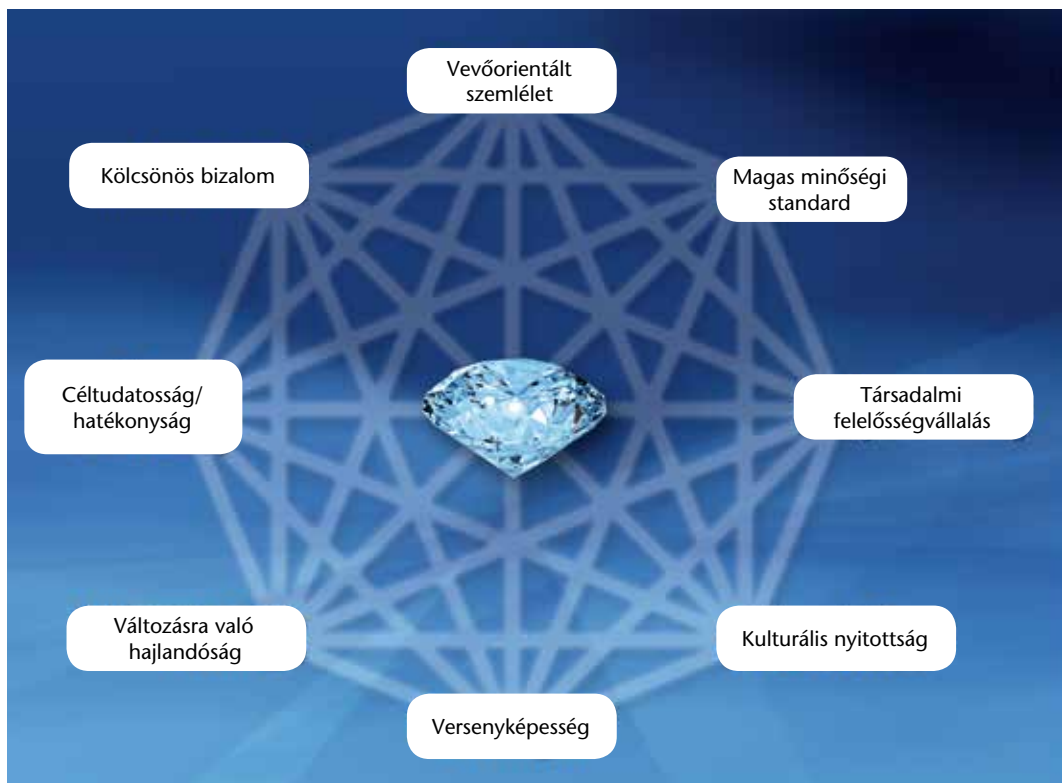 Vevőorientált
szemlélet
Kölcsönös bizalom
Magas minőségi
standard
Céltudatosság/
hatékonyság
Társadalmi
felelősségvállalás
Változásra való
hajlandóság
Kulturális nyitottság
Versenyképesség